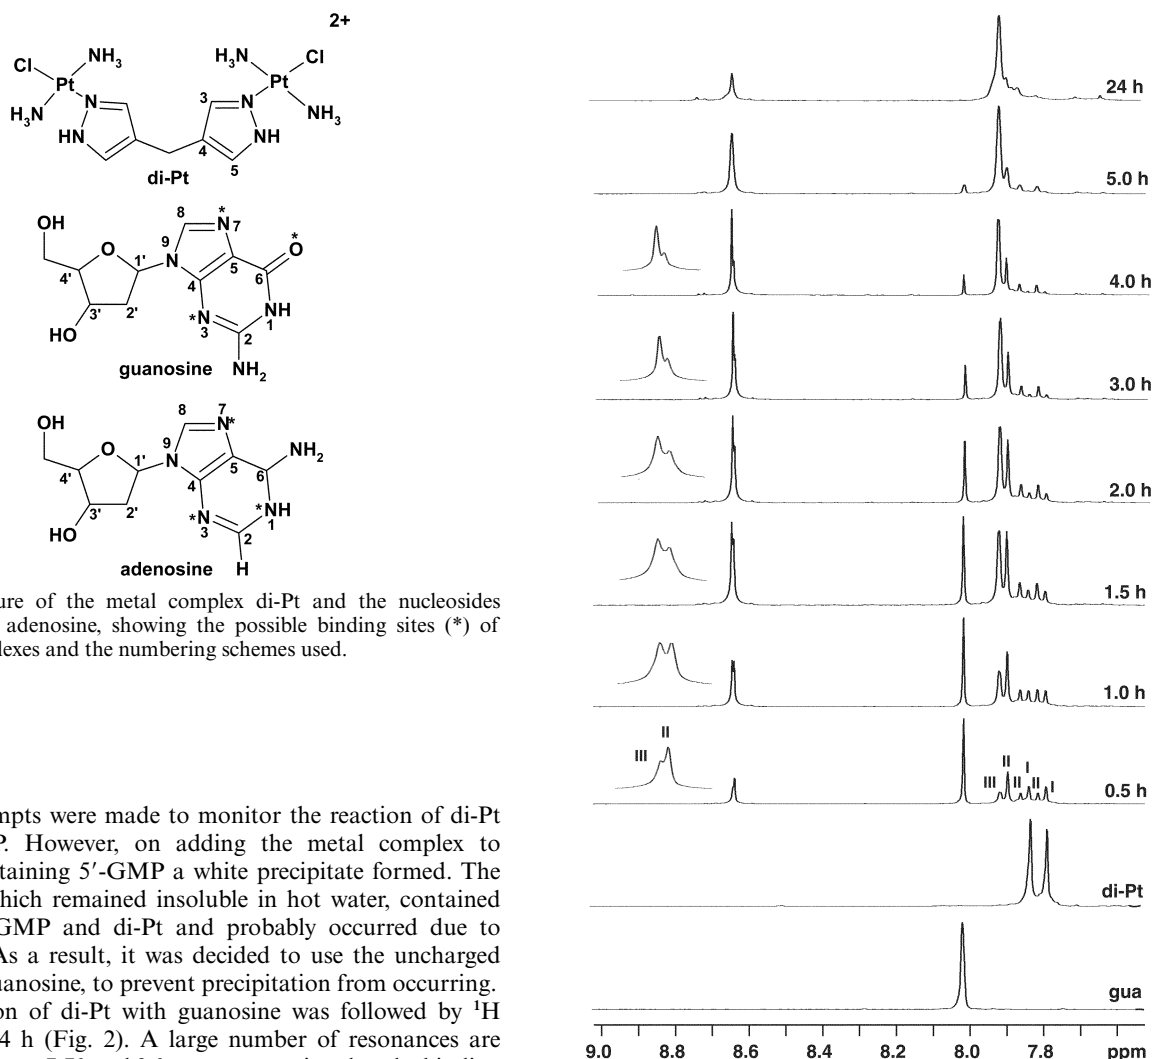 2+
Cl
NH3
Pt
H3N
N
HN
H3N
Cl
Pt
3
N
NH3
NH
4
5
di-Pt
OH
O
1'
4'
3'
2'
HO
8
N*
7
9
N
5
O*
6
4
*N
3
NH
1
2
NH2
guanosine
OH
O
1'
4'
3'
2'
HO
8
7
N*
9
N
5
NH2
6
4
*N
3
*NH
1
2
H
adenosine
ure of the metal complex di-Pt and the nucleosides
adenosine, showing the possible binding sites (*) of
lexes and the numbering schemes used.
mpts were made to monitor the reaction of di-Pt
P. However, on adding the metal complex to
taining 5′-GMP a white precipitate formed. The
hich remained insoluble in hot water, contained
GMP and di-Pt and probably occurred due to
As a result, it was decided to use the uncharged
uanosine, to prevent precipitation from occurring.
on of di-Pt with guanosine was followed by 1H
4 h (Fig. 2). A large number of resonances are
24 h
5.0 h
4.0 h
3.0 h
2.0 h
1.5 h
1.0 h
III II III II II I II I 0.5 h
di-Pt
gua
9.0 8.8 8.6 8.4 8.2 8.0 7.8 ppm